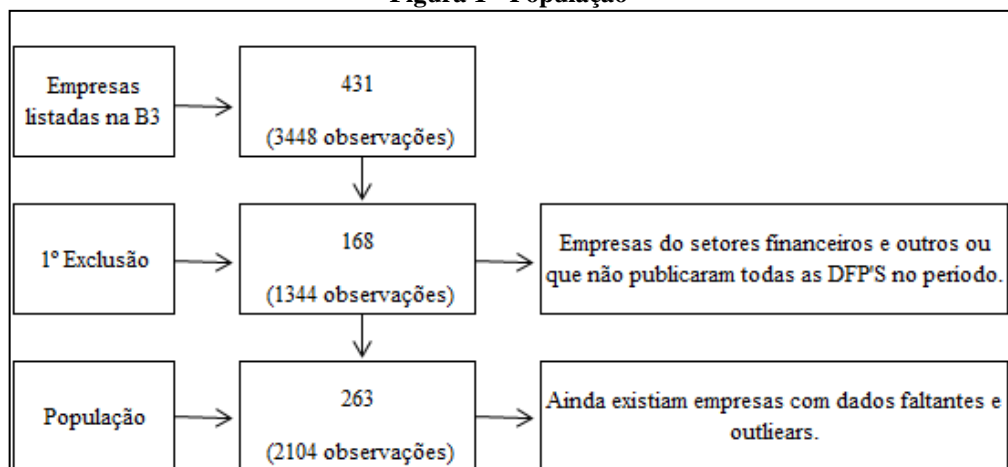 Figura 1 - População
Empresas
listadas na B3
431
(3448 observações)
1º Exclusão
168
(1344 observações)
Empresas do setores financeiros e outros ou
que não publicaram todas as DFP'S no período.
População
263
(2104 observações)
Ainda existiam empresas com dados faltantes e
outliears.